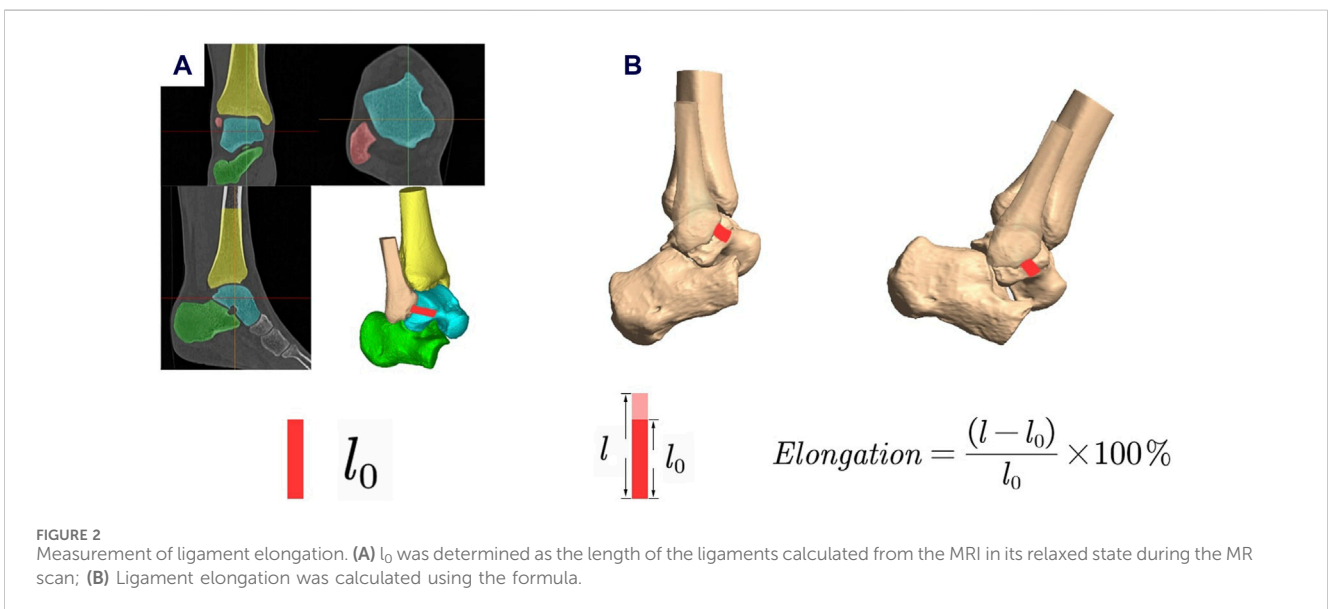 A
B
l₀
l
l₀
Elongation = (l − l₀) / l₀ × 100%
FIGURE 2
Measurement of ligament elongation. (A) l₀ was determined as the length of the ligaments calculated from the MRI in its relaxed state during the MR
scan; (B) Ligament elongation was calculated using the formula.